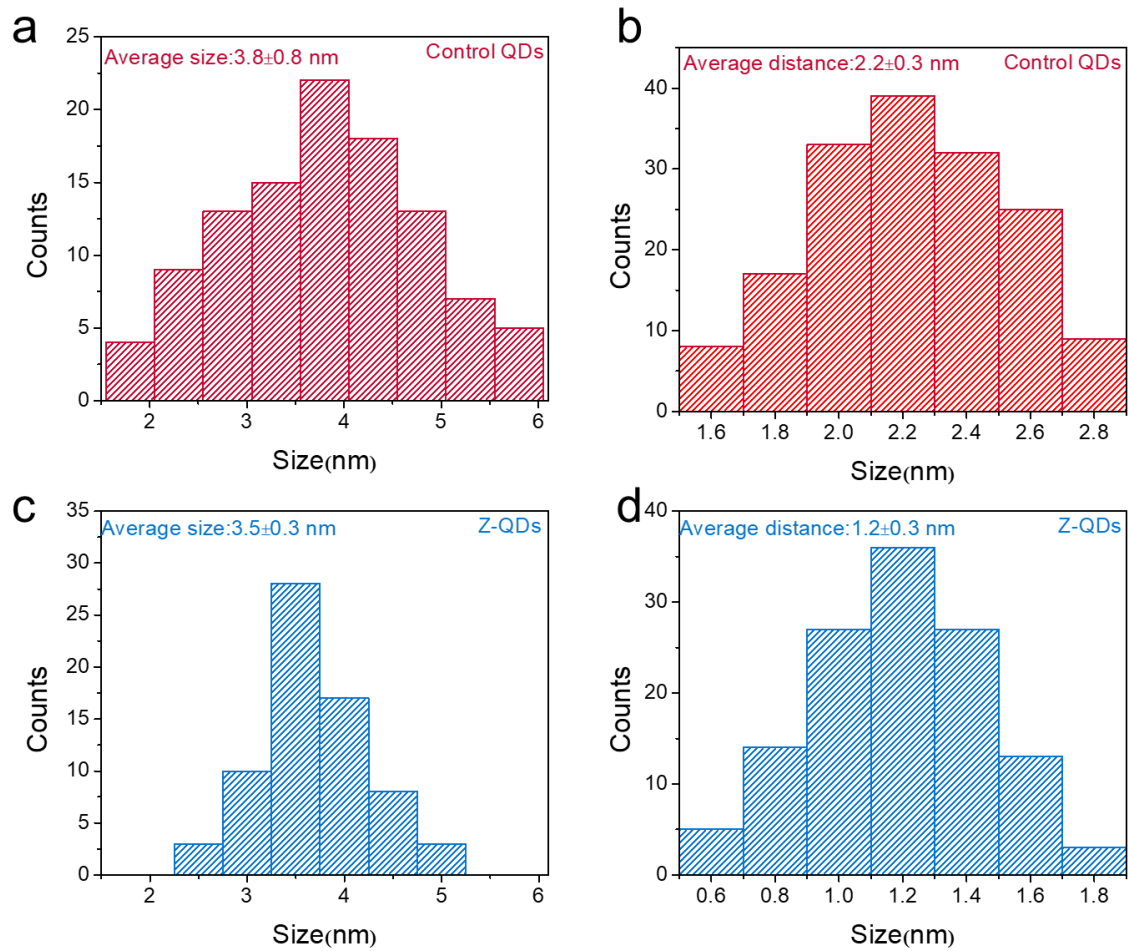 a
Average size:3.8±0.8 nm
Control QDs
25
20
15
10
5
0
Counts
2 3 4 5 6
Size(nm)
b
Average distance:2.2±0.3 nm
Control QDs
40
30
20
10
0
Counts
1.6 1.8 2.0 2.2 2.4 2.6 2.8
Size(nm)
c
Average size:3.5±0.3 nm
Z-QDs
35
30
25
20
15
10
5
0
Counts
2 3 4 5 6
Size(nm)
d
Average distance:1.2±0.3 nm
Z-QDs
40
30
20
10
0
Counts
0.6 0.8 1.0 1.2 1.4 1.6 1.8
Size(nm)